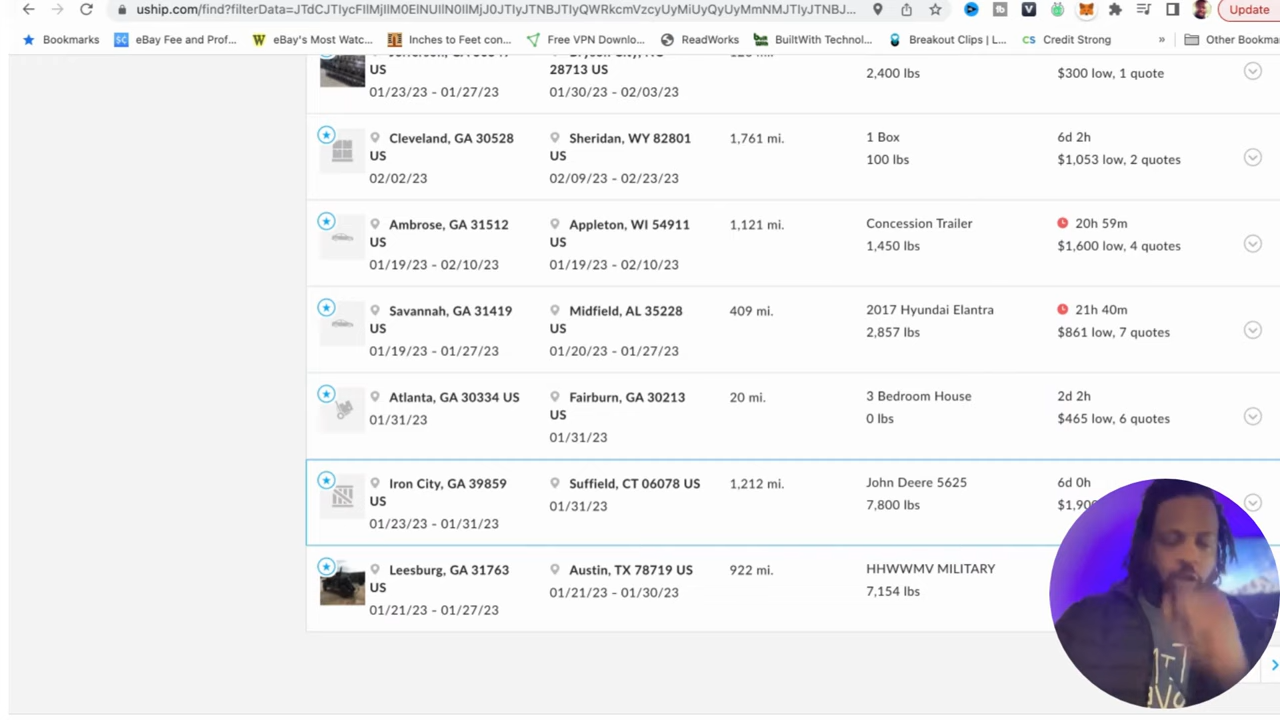 uship.com/find?filterData=JTdCJTIycFIlMjIlM0ElNUIlN0IlMjJ0JTIyJTNBJTIyQWRkcmVzcyUyMiUyQyUyMmNMJTIyJTNBJ...
Update
Bookmarks
eBay Fee and Prof...
eBay's Most Watc...
Inches to Feet con...
Free VPN Downlo...
ReadWorks
BuiltWith Technol...
Breakout Clips | L...
Credit Strong
»
Other Bookma
US 28713 US 2,400 lbs $300 low, 1 quote
01/23/23 - 01/27/23 01/30/23 - 02/03/23
Cleveland, GA 30528 Sheridan, WY 82801 1,761 mi. 1 Box 6d 2h
US US 100 lbs $1,053 low, 2 quotes
02/02/23 02/09/23 - 02/23/23
Ambrose, GA 31512 Appleton, WI 54911 1,121 mi. Concession Trailer 20h 59m
US US 1,450 lbs $1,600 low, 4 quotes
01/19/23 - 02/10/23 01/19/23 - 02/10/23
Savannah, GA 31419 Midfield, AL 35228 409 mi. 2017 Hyundai Elantra 21h 40m
US US 2,857 lbs $861 low, 7 quotes
01/19/23 - 01/27/23 01/20/23 - 01/27/23
Atlanta, GA 30334 US Fairburn, GA 30213 20 mi. 3 Bedroom House 2d 2h
US 0 lbs $465 low, 6 quotes
01/31/23 01/31/23
Iron City, GA 39859 Suffield, CT 06078 US 1,212 mi. John Deere 5625 6d 0h
US 01/31/23 7,800 lbs
01/23/23 - 01/31/23
Leesburg, GA 31763 Austin, TX 78719 US 922 mi. HHWWMV MILITARY
US 01/21/23 - 01/30/23 7,154 lbs
01/21/23 - 01/27/23